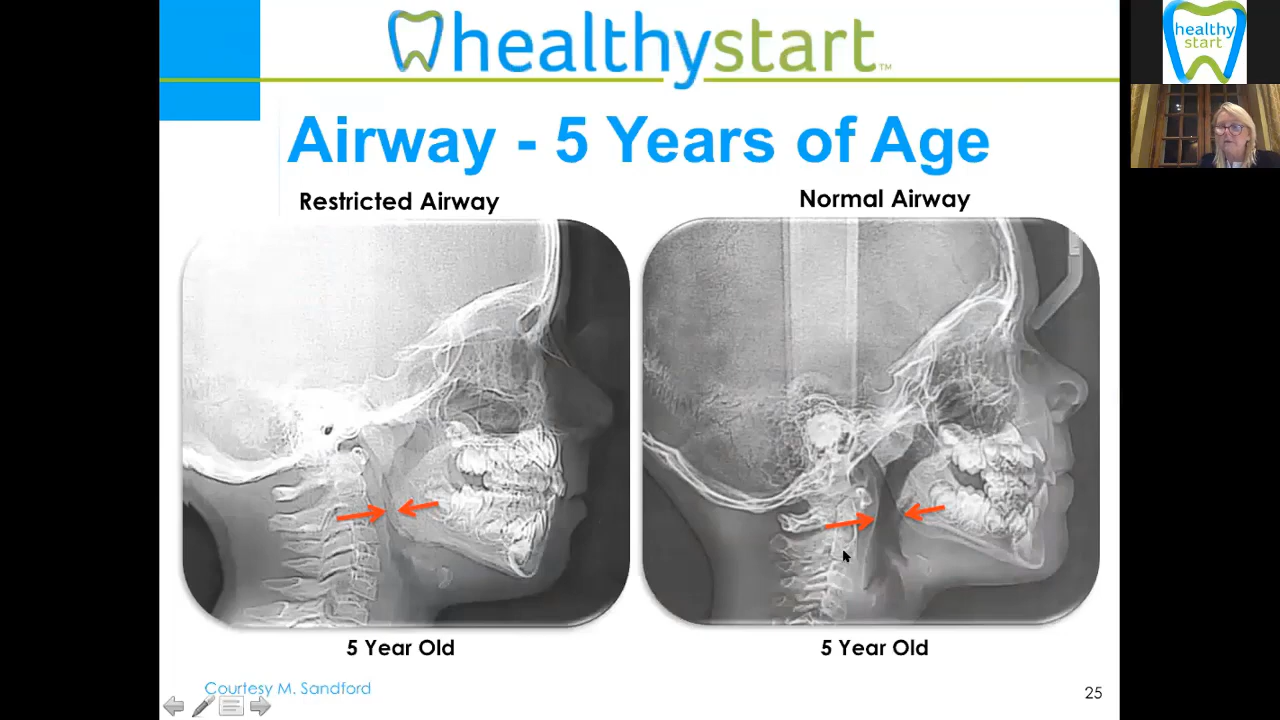 healthystart™
healthy
start
Airway - 5 Years of Age
Restricted Airway
Normal Airway
5 Year Old
5 Year Old
Courtesy M. Sandford
25